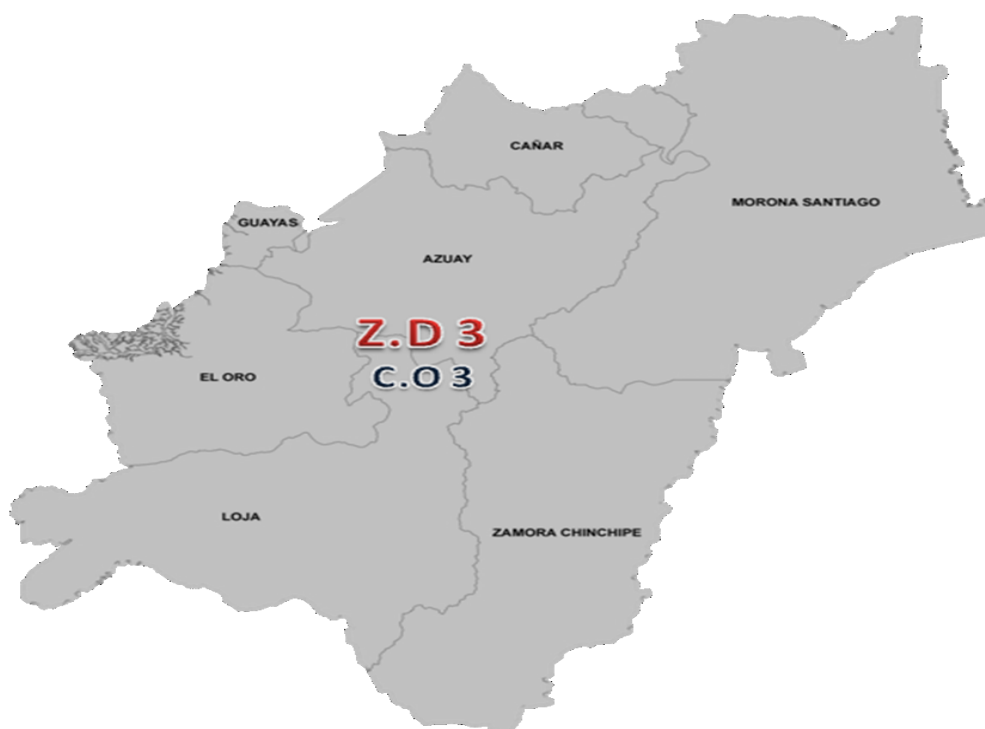 CAÑAR
MORONA SANTIAGO
GUAYAS
AZUAY
Z.D 3
C.O 3
EL ORO
LOJA
ZAMORA CHINCHIPE